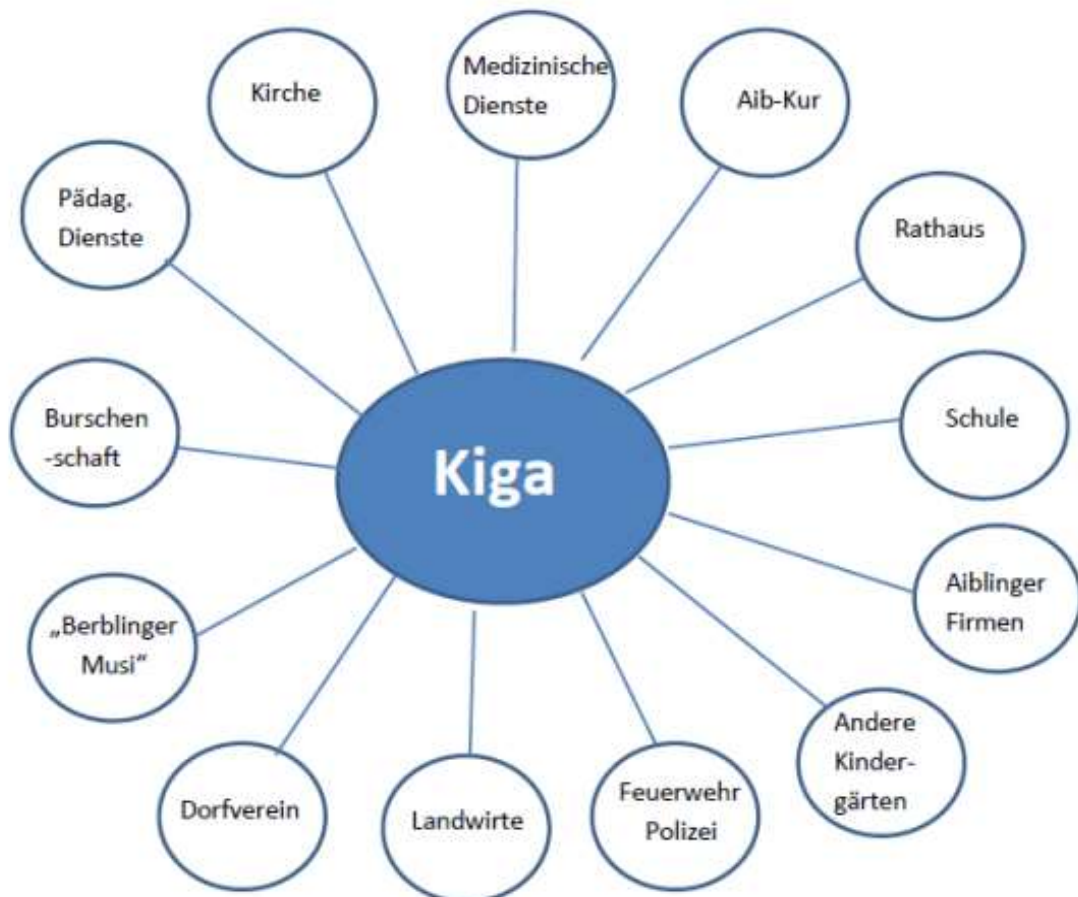 Kirche
Medizinische
Dienste
Aib-Kur
Pädag.
Dienste
Rathaus
Burschen
-schaft
Kiga
Schule
„Berblinger
Musi“
Aiblinger
Firmen
Dorfverein
Landwirte
Feuerwehr
Polizei
Andere
Kinder-
gärten